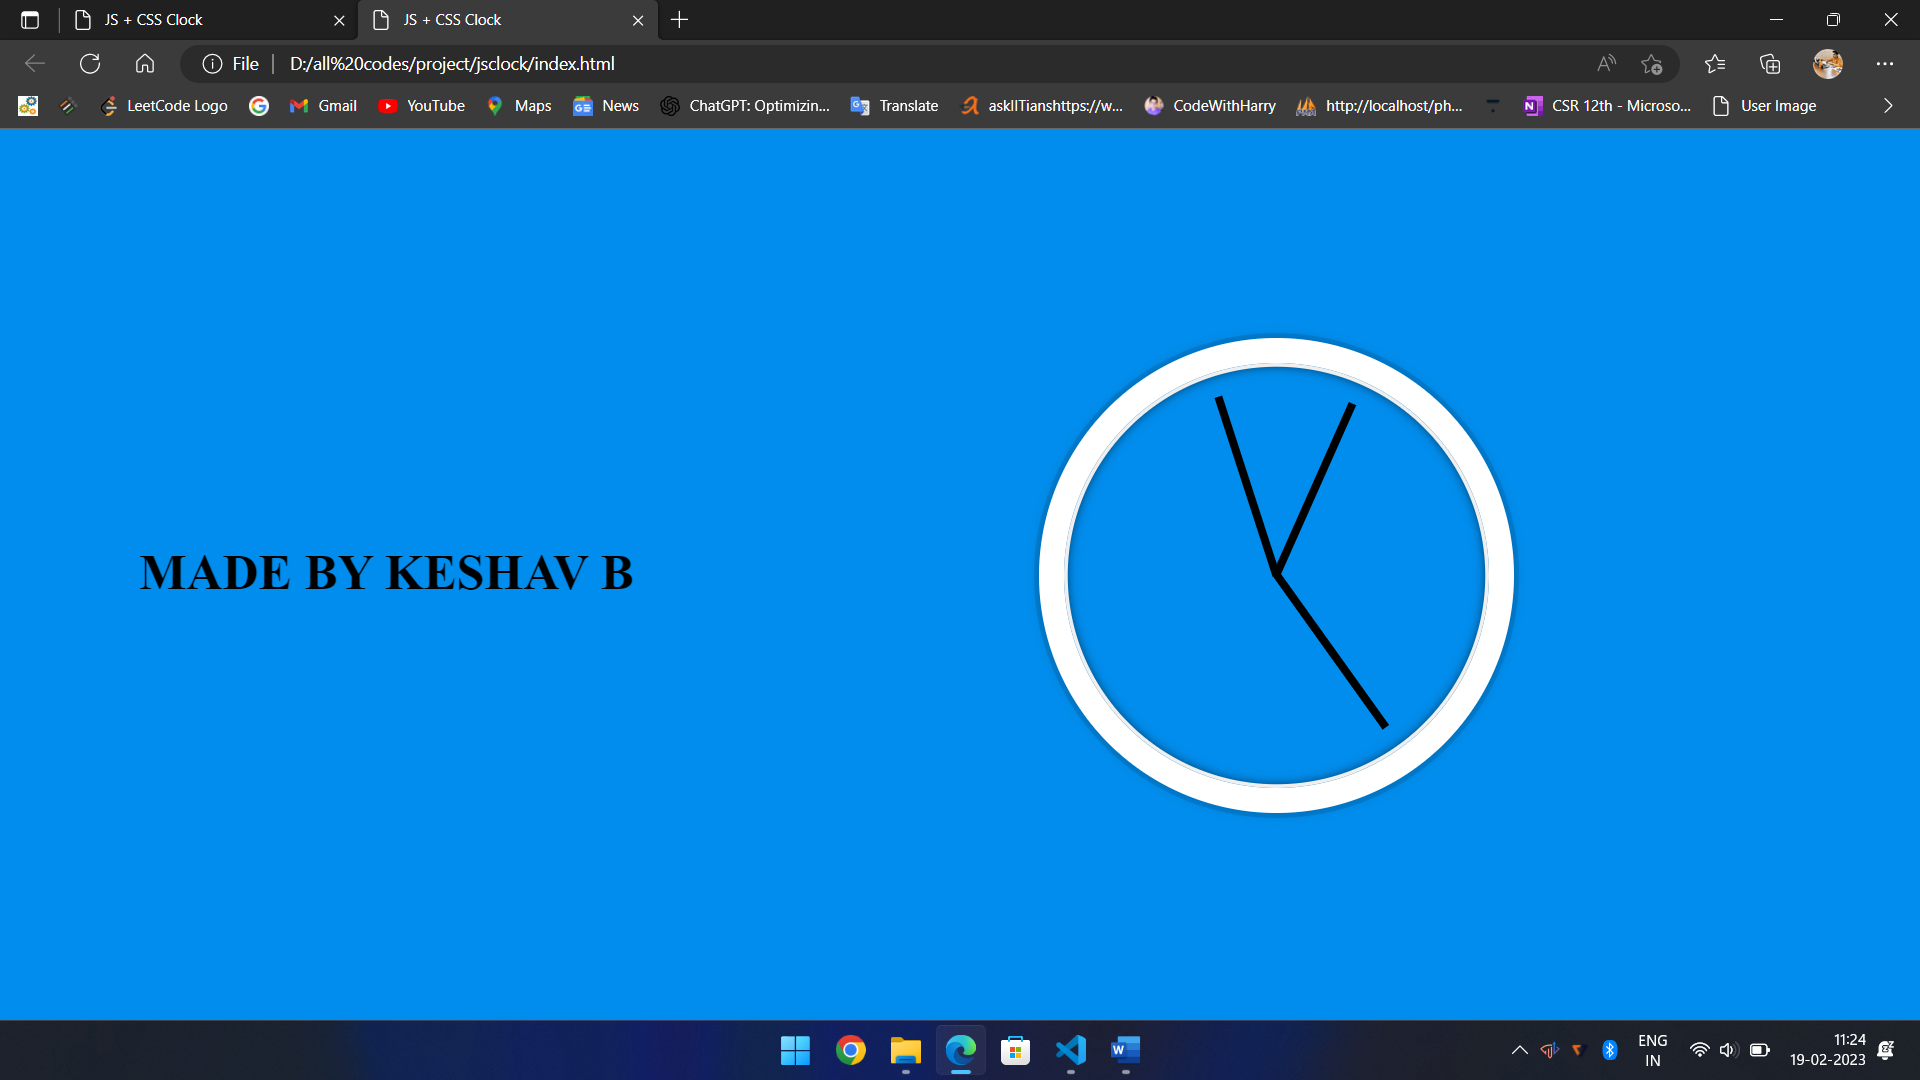 JS + CSS Clock
JS + CSS Clock
File
D:/all%20codes/project/jsclock/index.html
LeetCode Logo
Gmail
YouTube
Maps
News
ChatGPT: Optimizin...
Translate
askIITianshttps://w...
CodeWithHarry
http://localhost/ph...
CSR 12th - Microso...
User Image
MADE BY KESHAV B
ENG
IN
11:24
19-02-2023